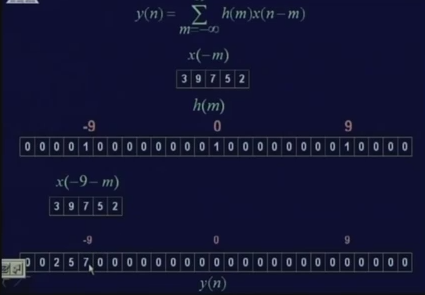 y(n) = ∑ h(m)x(n−m)
m=−∞
x(−m)
3 9 7 5 2
h(m)
-9 0 9
0 0 0 0 1 0 0 0 0 0 0 0 0 1 0 0 0 0 0 0 0 0 1 0 0 0 0
x(−9−m)
3 9 7 5 2
-9 0 9
0 0 2 5 7 0 0 0 0 0 0 0 0 0 0 0 0 0 0 0 0 0 0 0 0 0 0
y(n)